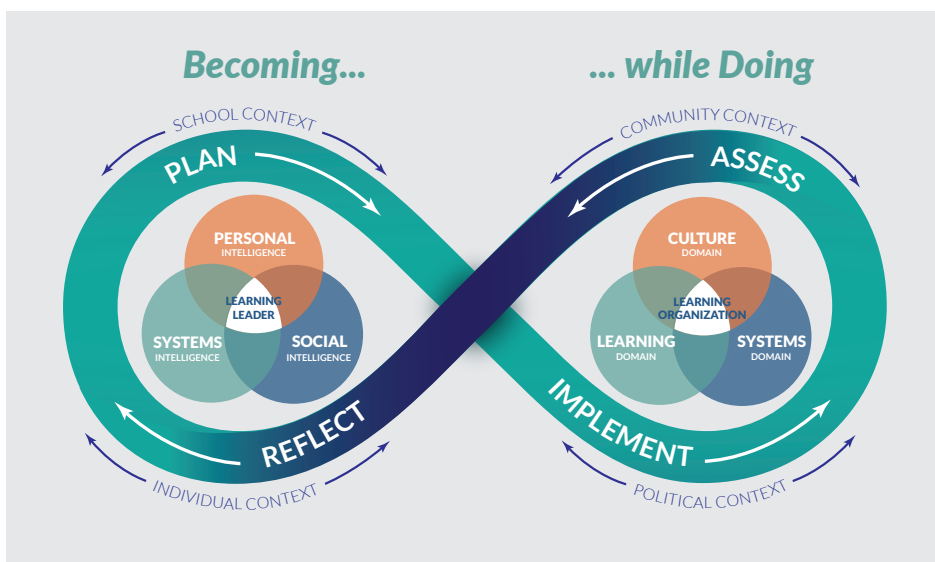 Becoming...
... while Doing
SCHOOL CONTEXT
COMMUNITY CONTEXT
PLAN
ASSESS
PERSONAL
INTELLIGENCE
LEARNING
LEADER
SYSTEMS
INTELLIGENCE
SOCIAL
INTELLIGENCE
CULTURE
DOMAIN
LEARNING
ORGANIZATION
LEARNING
DOMAIN
SYSTEMS
DOMAIN
REFLECT
IMPLEMENT
INDIVIDUAL CONTEXT
POLITICAL CONTEXT